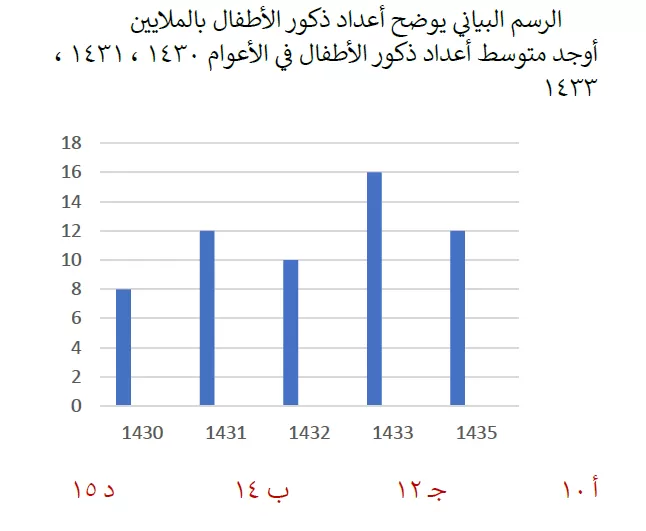 الرسم البياني يوضح أعداد ذكور الأطفال بالملايين
أوجد متوسط أعداد ذكور الأطفال في الأعوام ١٤٣٠ ، ١٤٣١ ،
١٤٣٣
18
16
14
12
10
8
6
4
2
0
1430 1431 1432 1433 1435
أ ١٠ جـ ١٢ ب ١٤ د ١٥